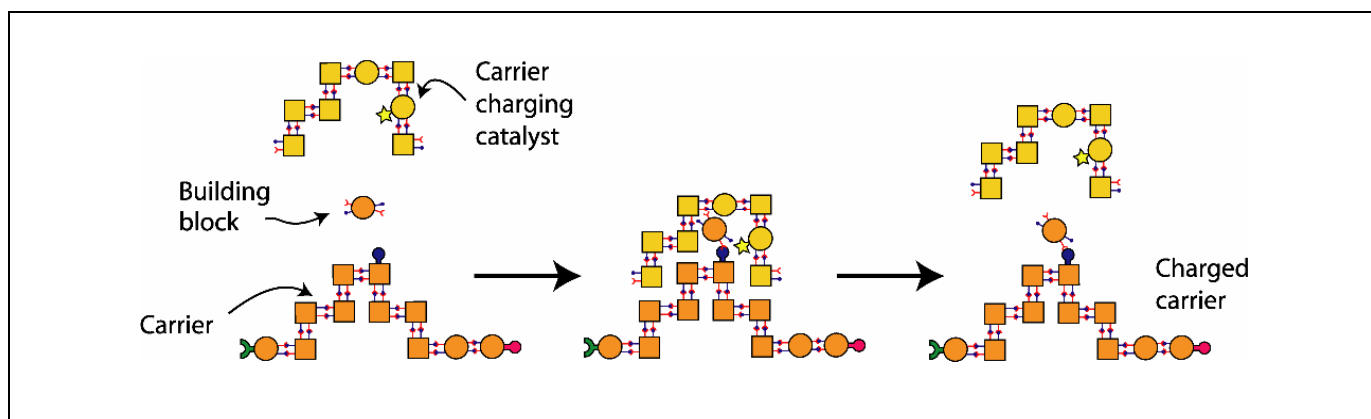 Carrier
charging
catalyst
Building
block
Carrier
Charged
carrier